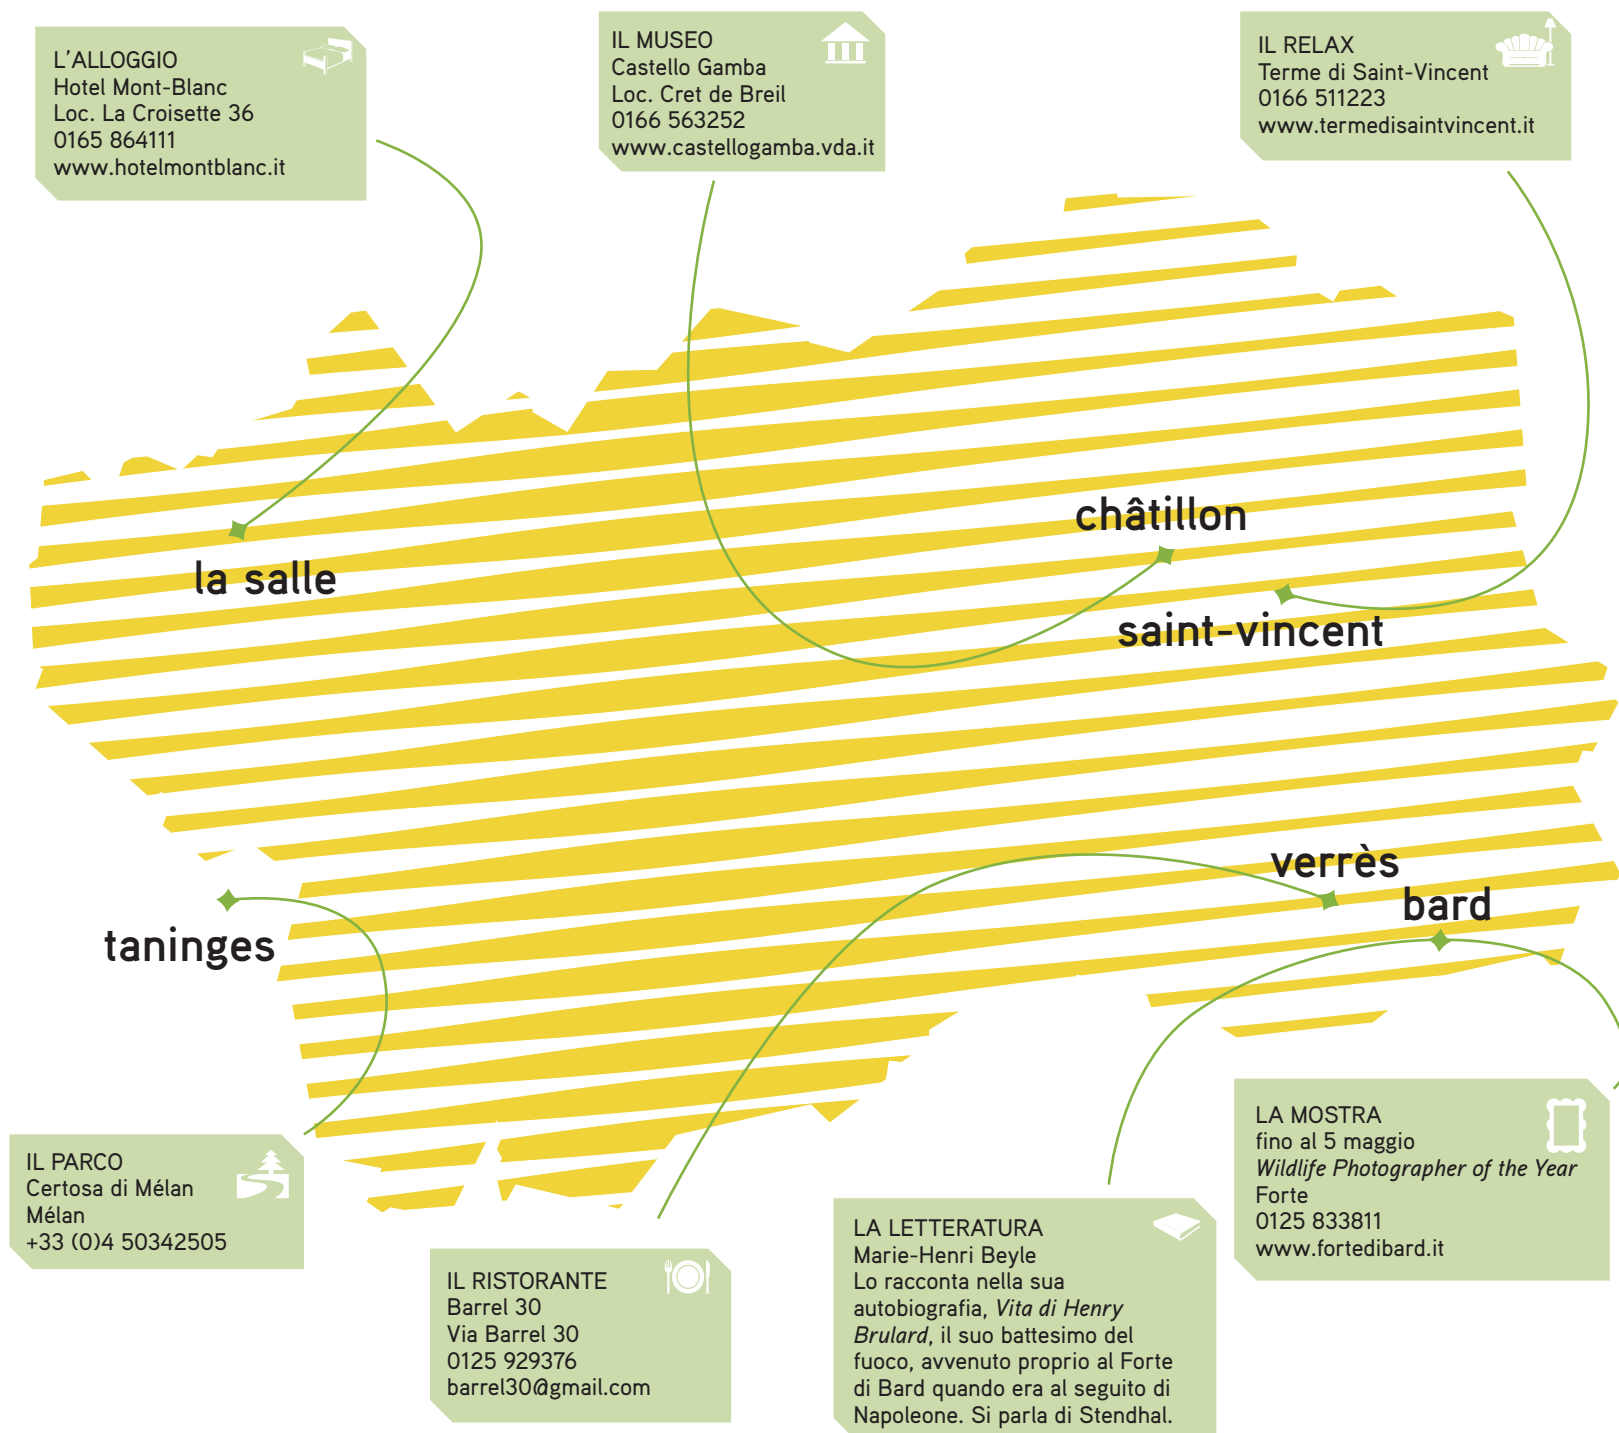 L'ALLOGGIO
Hotel Mont-Blanc
Loc. La Croisette 36
0165 864111
www.hotelmontblanc.it
IL MUSEO
Castello Gamba
Loc. Cret de Breil
0166 563252
www.castellogamba.vda.it
IL RELAX
Terme di Saint-Vincent
0166 511223
www.termedisaintvincent.it
châtillon
la salle
saint-vincent
verrès
bard
taninges
IL PARCO
Certosa di Mélan
Mélan
+33 (0)4 50342505
IL RISTORANTE
Barrel 30
Via Barrel 30
0125 929376
barrel30@gmail.com
LA LETTERATURA
Marie-Henri Beyle
Lo racconta nella sua
autobiografia, Vita di Henry
Brulard, il suo battesimo del
fuoco, avvenuto proprio al Forte
di Bard quando era al seguito di
Napoleone. Si parla di Stendhal.
LA MOSTRA
fino al 5 maggio
Wildlife Photographer of the Year
Forte
0125 833811
www.fortedibard.it